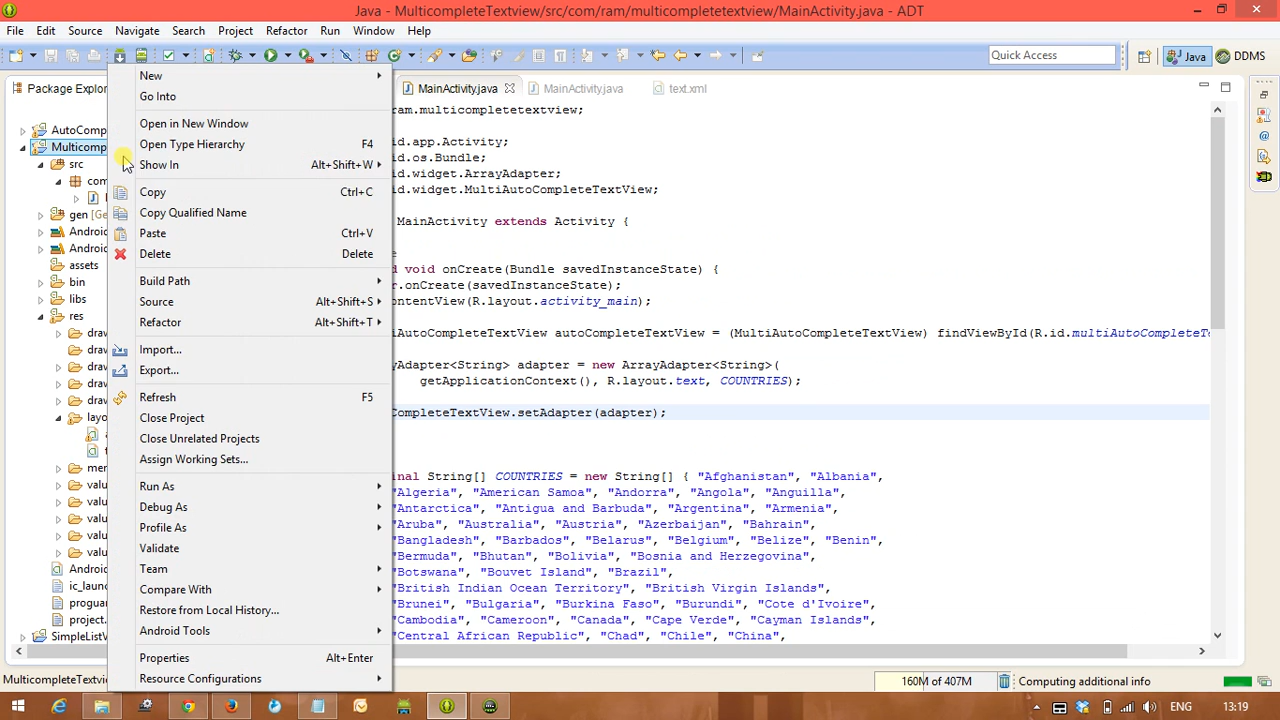 Java - MulticompleteTextview/src/com/ram/multicompletetextview/MainActivity.java - ADT
File Edit Source Navigate Search Project Refactor Run Window Help
Quick Access
Java
DDMS
Package Explor
MainActivity.java
MainActivity.java
text.xml
AutoComp
Multicomp
src
com
gen [Ge
Android
Android
assets
bin
libs
res
draw
draw
draw
draw
draw
layo
men
valu
valu
valu
valu
Android
ic_launc
proguar
project.
SimpleListV
New
Go Into
Open in New Window
Open Type Hierarchy F4
Show In Alt+Shift+W
Copy Ctrl+C
Copy Qualified Name
Paste Ctrl+V
Delete Delete
Build Path
Source Alt+Shift+S
Refactor Alt+Shift+T
Import...
Export...
Refresh F5
Close Project
Close Unrelated Projects
Assign Working Sets...
Run As
Debug As
Profile As
Validate
Team
Compare With
Restore from Local History...
Android Tools
Properties Alt+Enter
Resource Configurations
ram.multicompletetextview;
id.app.Activity;
id.os.Bundle;
id.widget.ArrayAdapter;
id.widget.MultiAutoCompleteTextView;
MainActivity extends Activity {
e
d void onCreate(Bundle savedInstanceState) {
r.onCreate(savedInstanceState);
ontentView(R.layout.activity_main);
iAutoCompleteTextView autoCompleteTextView = (MultiAutoCompleteTextView) findViewById(R.id.multiAutoCompleteTe
yAdapter<String> adapter = new ArrayAdapter<String>(
getApplicationContext(), R.layout.text, COUNTRIES);
CompleteTextView.setAdapter(adapter);
inal String[] COUNTRIES = new String[] { "Afghanistan", "Albania",
"Algeria", "American Samoa", "Andorra", "Angola", "Anguilla",
"Antarctica", "Antigua and Barbuda", "Argentina", "Armenia",
"Aruba", "Australia", "Austria", "Azerbaijan", "Bahrain",
"Bangladesh", "Barbados", "Belarus", "Belgium", "Belize", "Benin",
"Bermuda", "Bhutan", "Bolivia", "Bosnia and Herzegovina",
"Botswana", "Bouvet Island", "Brazil",
"British Indian Ocean Territory", "British Virgin Islands",
"Brunei", "Bulgaria", "Burkina Faso", "Burundi", "Cote d'Ivoire",
"Cambodia", "Cameroon", "Canada", "Cape Verde", "Cayman Islands",
"Central African Republic", "Chad", "Chile", "China",
MulticompleteTextvi
160M of 407M
Computing additional info
ENG
13:19